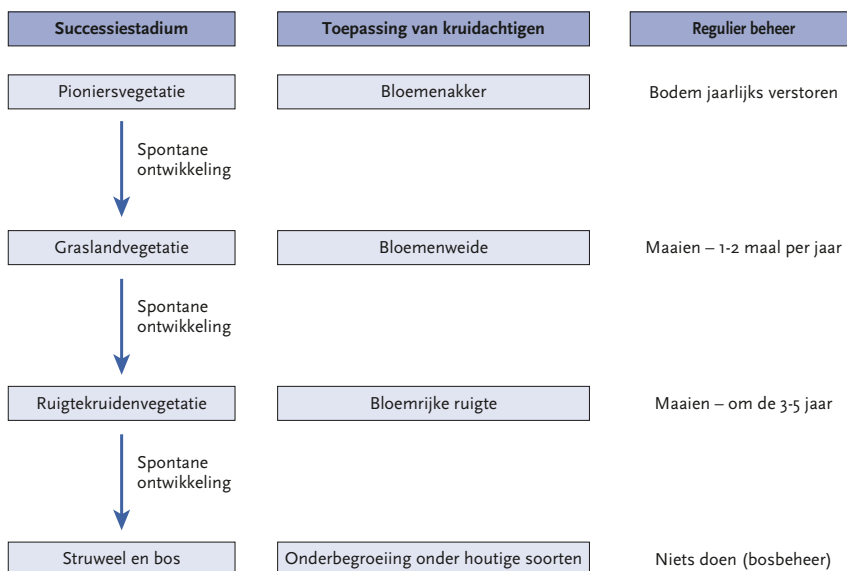 Successiestadium
Toepassing van kruidachtigen
Regulier beheer
Pioniersvegetatie
Bloemenakker
Bodem jaarlijks verstoren
Spontane
ontwikkeling
Graslandvegetatie
Bloemenweide
Maaien – 1-2 maal per jaar
Spontane
ontwikkeling
Ruigtekruidenvegetatie
Bloemrijke ruigte
Maaien – om de 3-5 jaar
Spontane
ontwikkeling
Struweel en bos
Onderbegroeiing onder houtige soorten
Niets doen (bosbeheer)